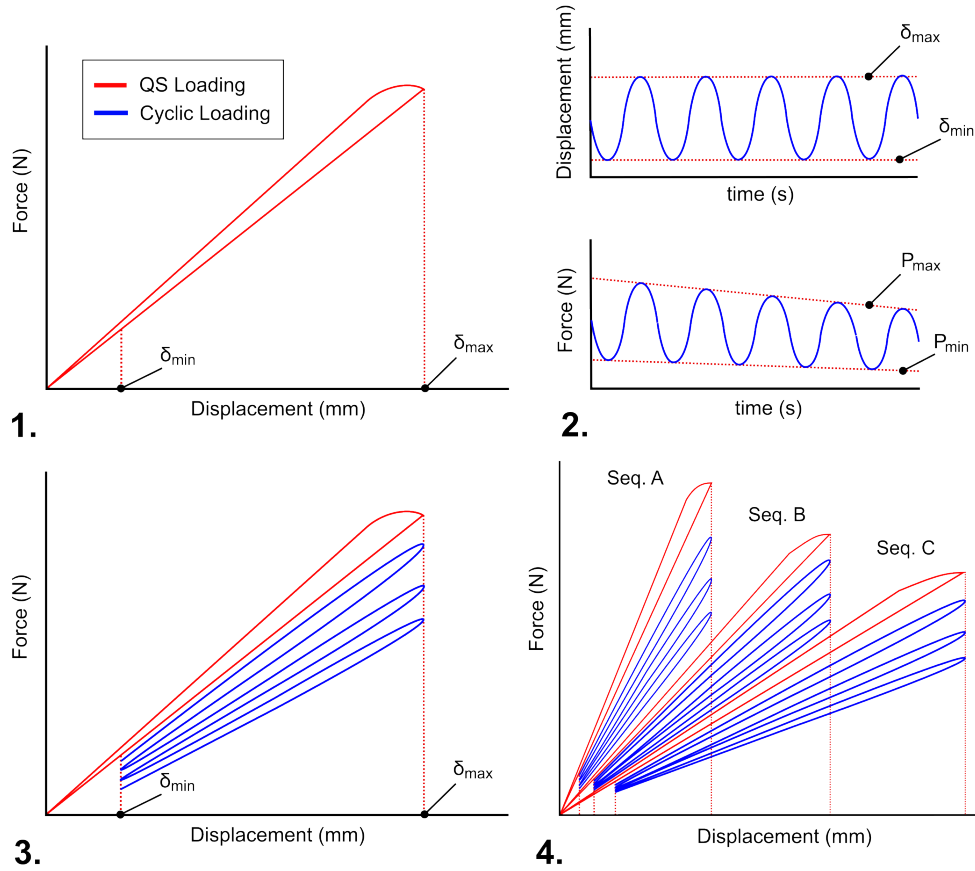 QS Loading
Cyclic Loading
Force (N)
δmin
δmax
Displacement (mm)
1.
Displacement (mm)
δmax
δmin
time (s)
Force (N)
Pmax
Pmin
time (s)
2.
Force (N)
δmin
δmax
Displacement (mm)
3.
Seq. A
Seq. B
Seq. C
Force (N)
Displacement (mm)
4.